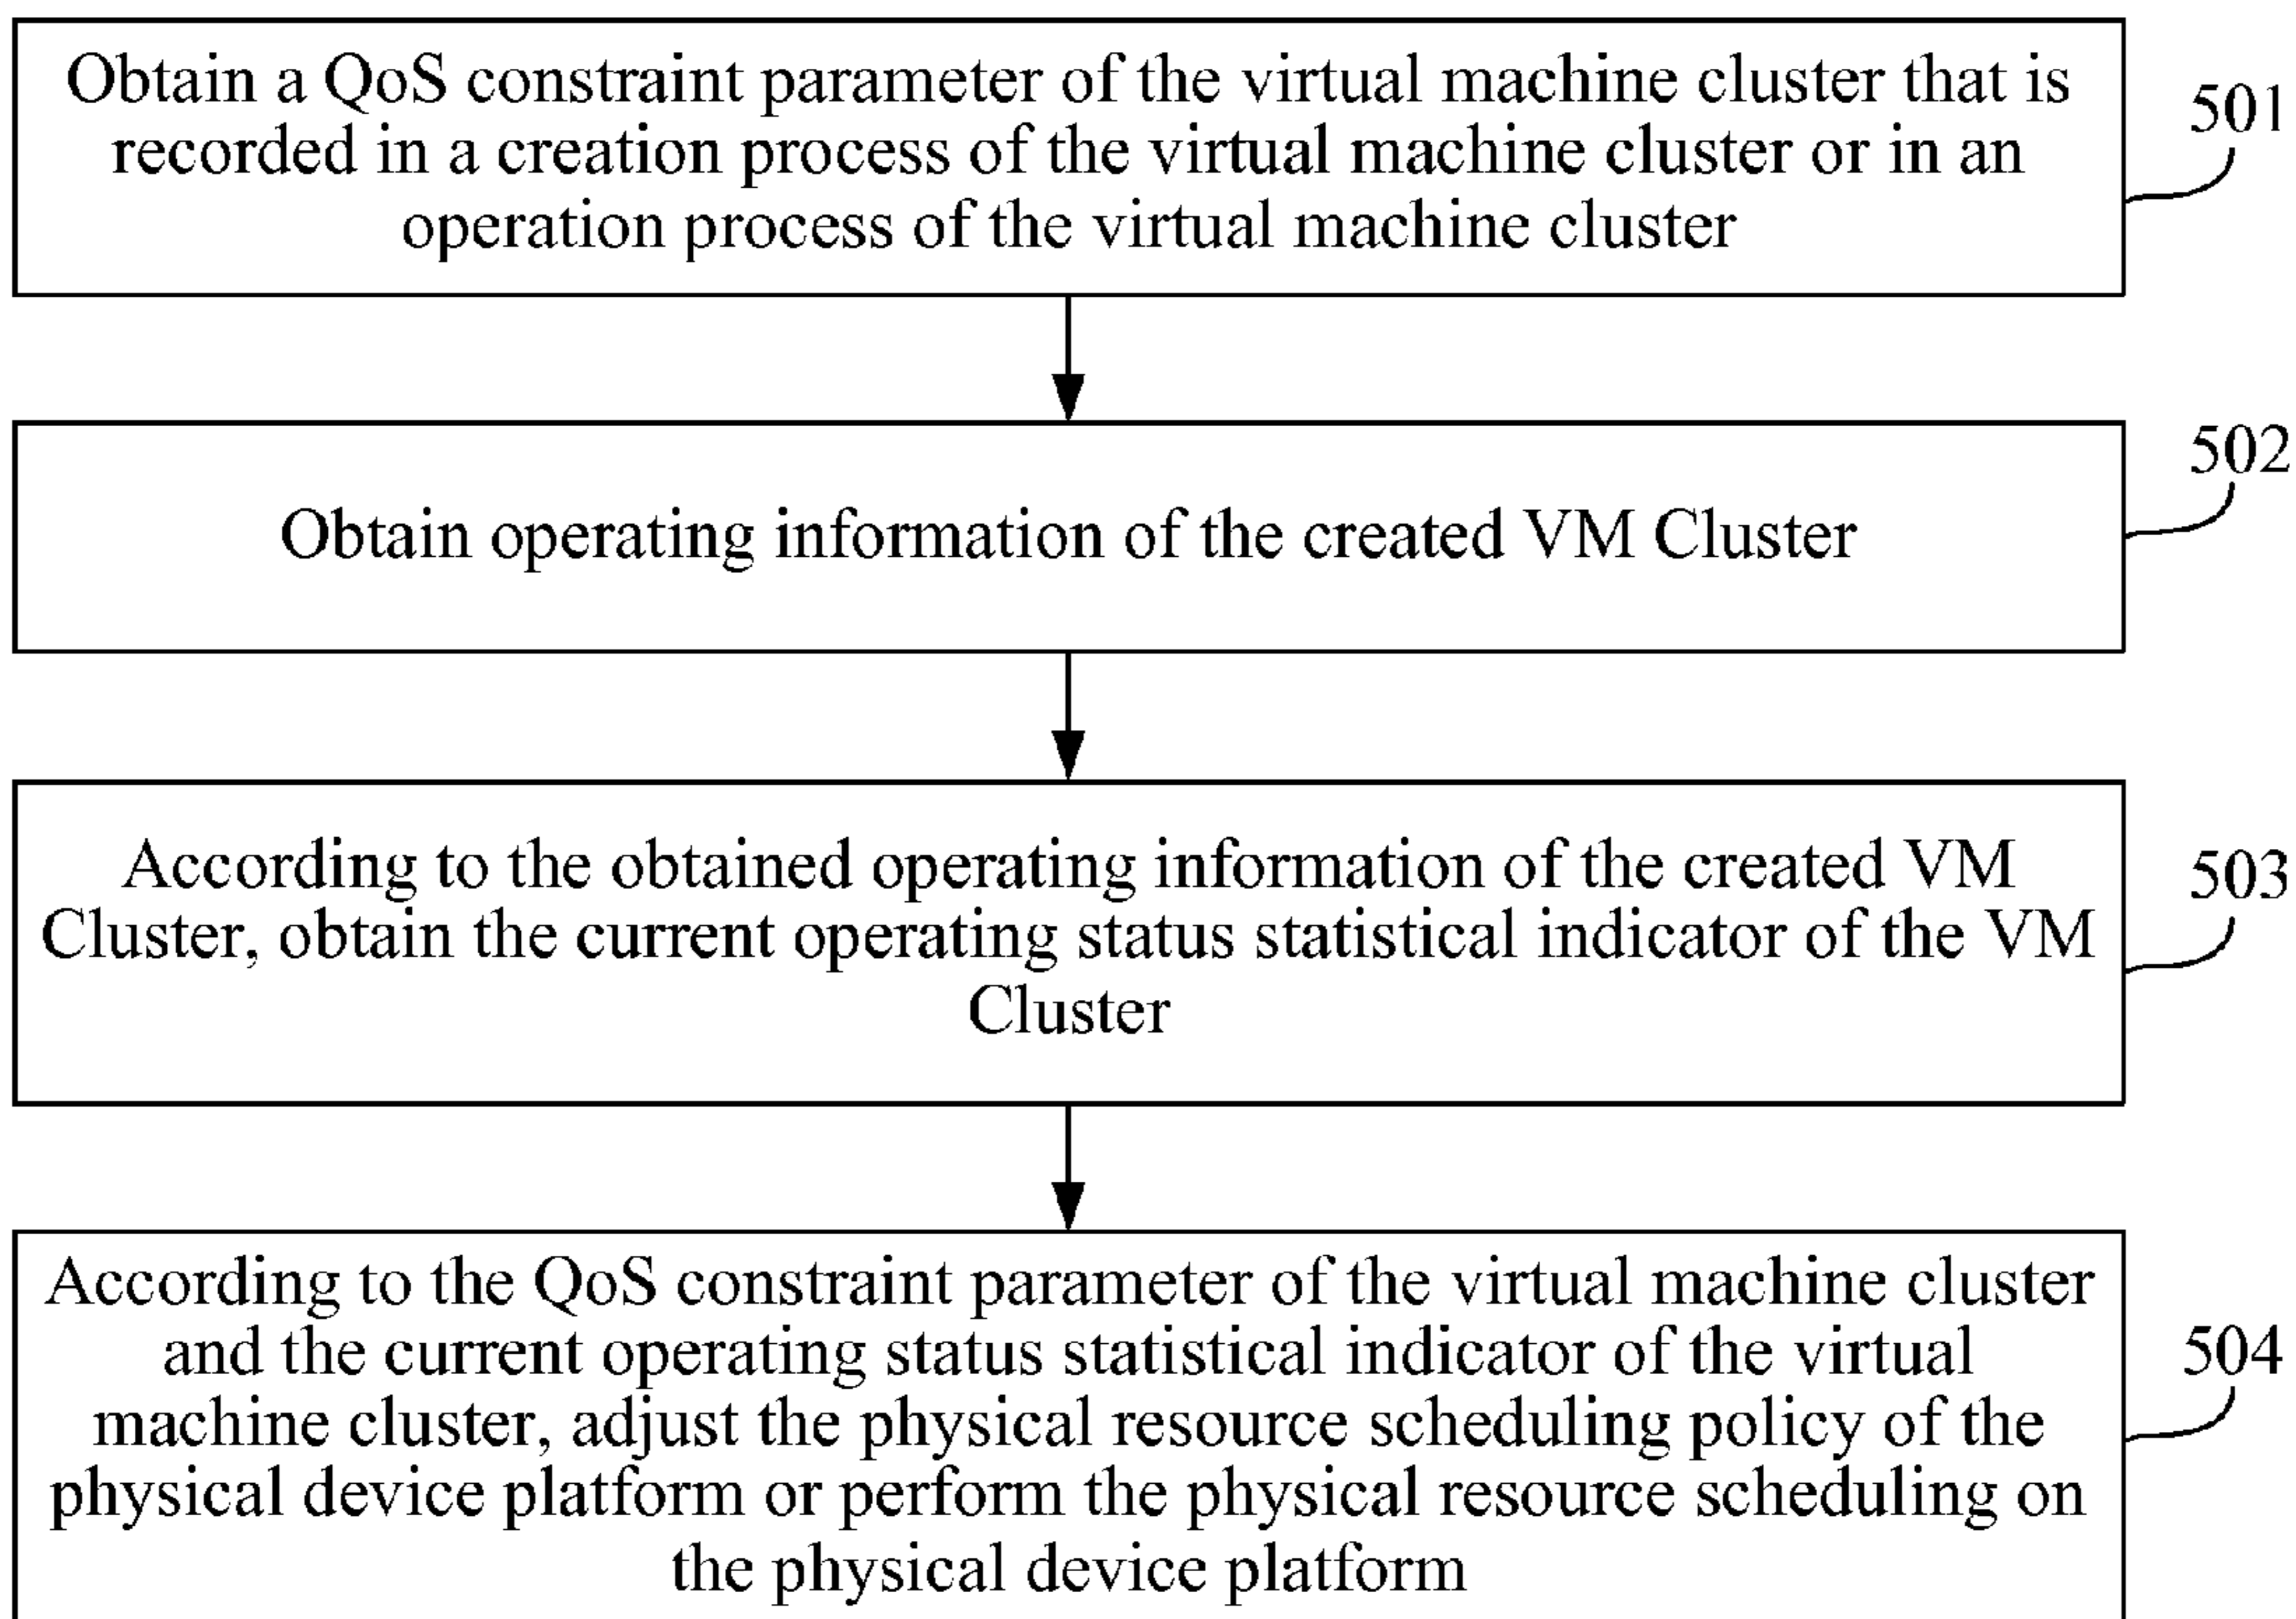 Obtain a QoS constraint parameter of the virtual machine cluster that is
recorded in a creation process of the virtual machine cluster or in an
operation process of the virtual machine cluster
501
Obtain operating information of the created VM Cluster
502
According to the obtained operating information of the created VM
Cluster, obtain the current operating status statistical indicator of the VM
Cluster
503
According to the QoS constraint parameter of the virtual machine cluster
and the current operating status statistical indicator of the virtual
machine cluster, adjust the physical resource scheduling policy of the
physical device platform or perform the physical resource scheduling on
the physical device platform
504